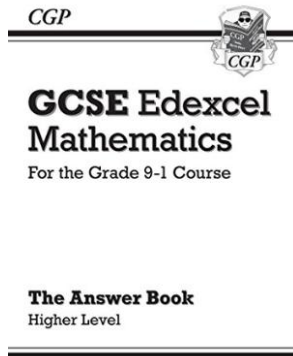 CGP
CGP
GCSE Edexcel
Mathematics
For the Grade 9-1 Course
The Answer Book
Higher Level